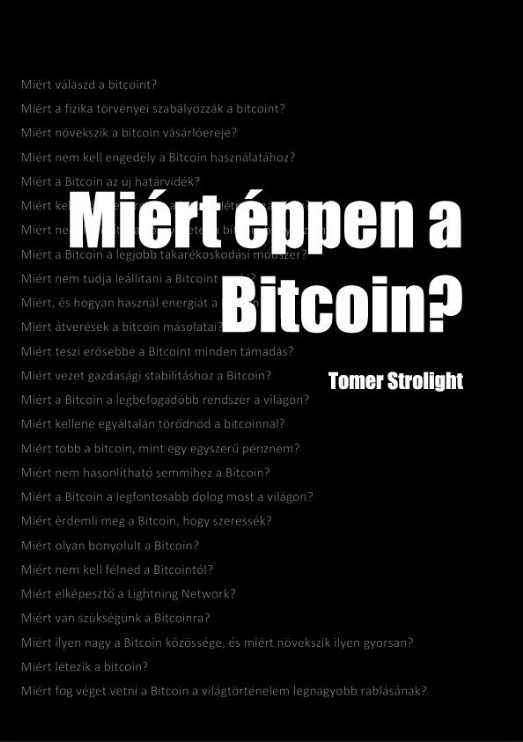 Miért válaszd a bitcoint?
Miért a fizika törvényei szabályozzák a bitcoint?
Miért növekszik a bitcoin vásárlóereje?
Miért nem kell engedély a Bitcoin használatához?
Miért a Bitcoin az új határvidék?
Miért
Miért éppen a
Miért
Miért a Bitcoin a legjobb takarékoskodási módszer?
Miért nem tudja leállítani a Bitcoint
Miért, és hogyan használ energiát a
Bitcoin?
Miért átverések a bitcoin másolatai?
Miért teszi erősebbé a Bitcoint minden támadás?
Miért vezet gazdasági stabilitáshoz a Bitcoin?
Tomer Strolight
Miért a Bitcoin a legbefogadóbb rendszer a világon?
Miért kellene egyáltalán törődnöd a bitcoinnal?
Miért több a bitcoin, mint egy egyszerű pénznem?
Miért nem hasonlítható semmihez a Bitcoin?
Miért a Bitcoin a legfontosabb dolog most a világon?
Miért érdemli meg a Bitcoin, hogy szeressék?
Miért olyan bonyolult a Bitcoin?
Miért nem kell félned a Bitcointól?
Miért elképesztő a Lightning Network?
Miért van szükségünk a Bitcoinra?
Miért ilyen nagy a Bitcoin közössége, és miért növekszik ilyen gyorsan?
Miért létezik a bitcoin?
Miért fog véget vetni a Bitcoin a világtörténelem legnagyobb rablásának?